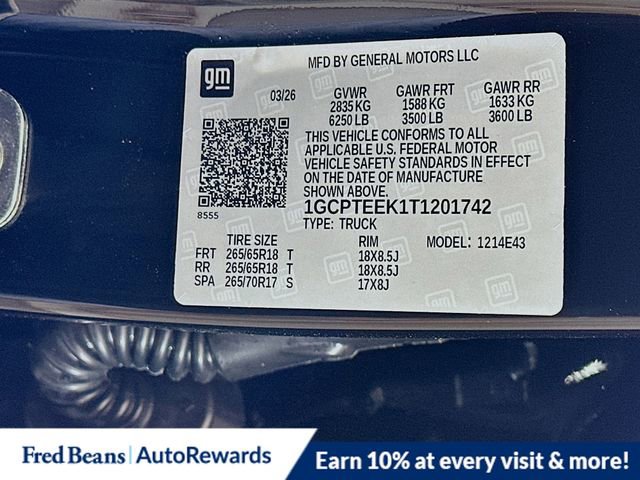 gm
MFD BY GENERAL MOTORS LLC
03/26 GVWR GAWR FRT GAWR RR
2835 KG 1588 KG 1633 KG
6250 LB 3500 LB 3600 LB
THIS VEHICLE CONFORMS TO ALL
APPLICABLE U.S. FEDERAL MOTOR
VEHICLE SAFETY STANDARDS IN EFFECT
ON THE DATE OF MANUFACTURE
SHOWN ABOVE.
8555
1GCPTEEK1T1201742
TYPE: TRUCK
TIRE SIZE RIM MODEL: 1214E43
FRT 265/65R18 T 18X8.5J
RR 265/65R18 T 18X8.5J
SPA 265/70R17 S 17X8J
Fred Beans | AutoRewards
Earn 10% at every visit & more!